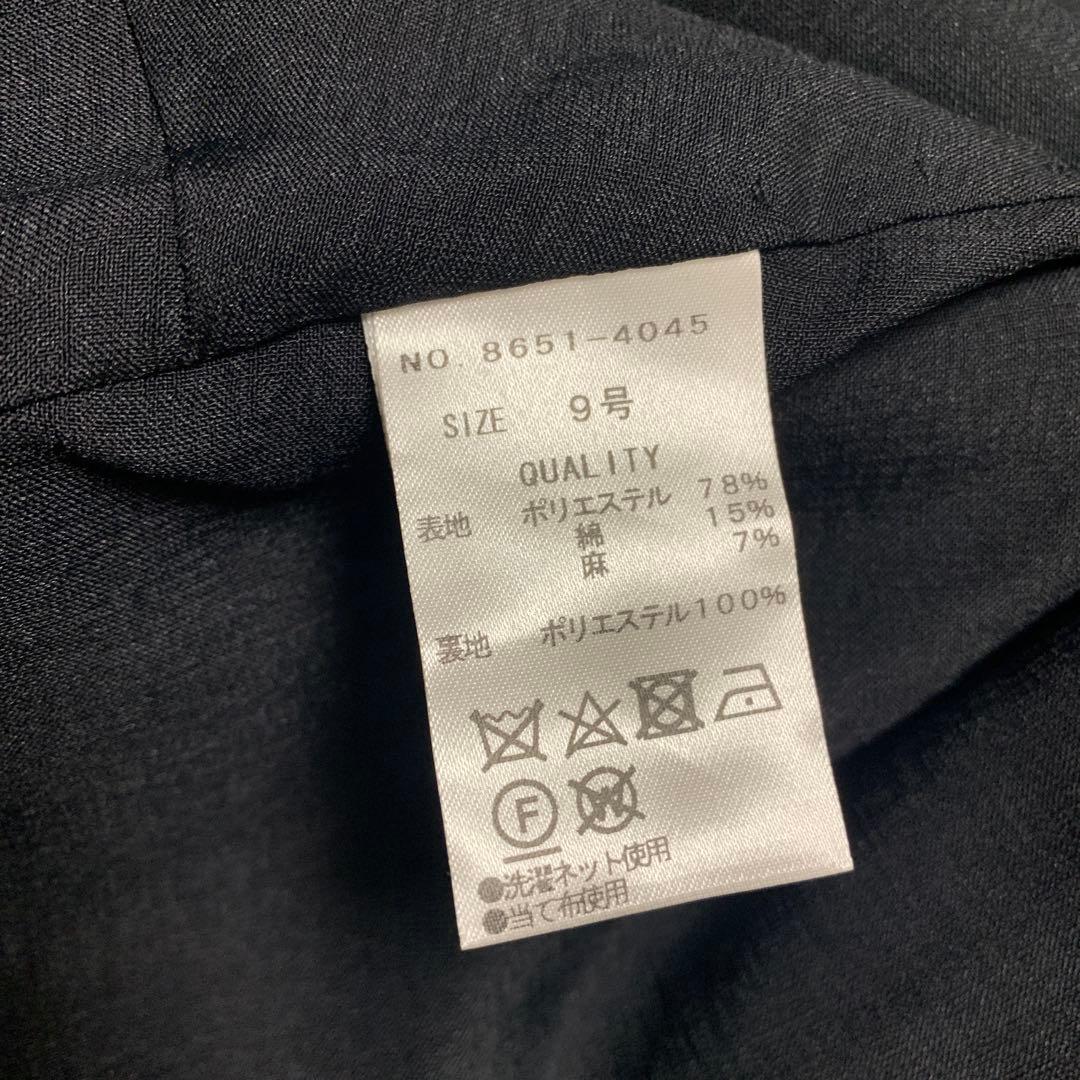 NO. 8651-4045
SIZE 9号
QUALITY
表地 ポリエステル 78%
綿 15%
麻 7%
裏地 ポリエステル100%
F W
●洗濯ネット使用
●当て布使用